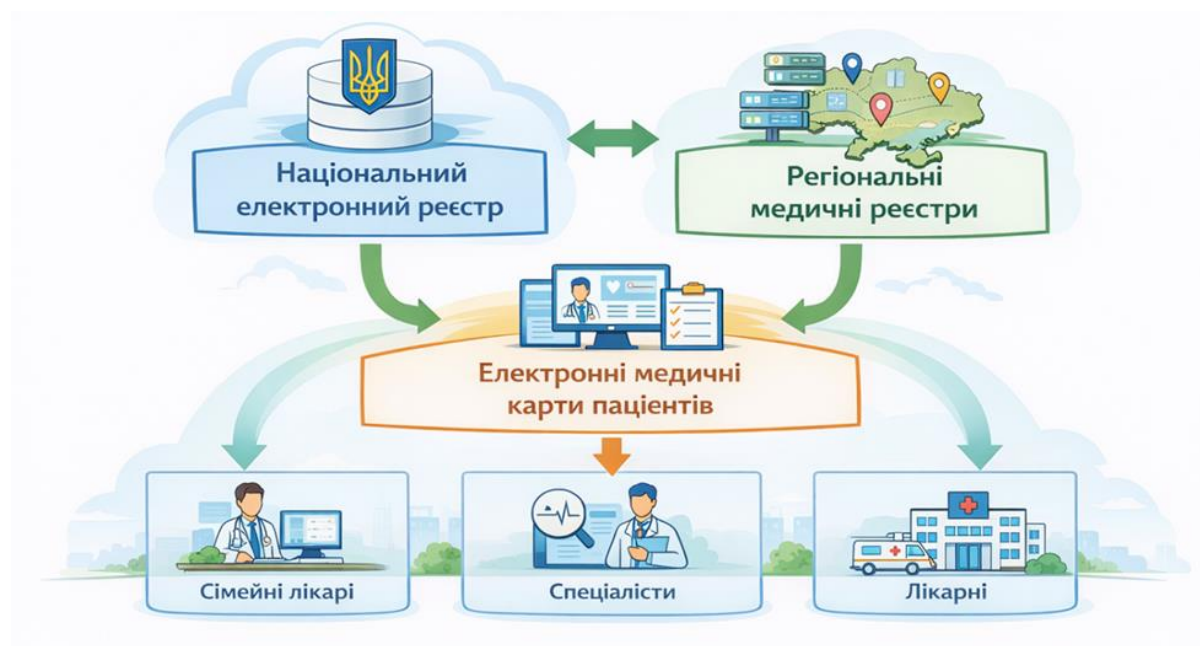 Національний
електронний реєстр
Регіональні
медичні реєстри
Електронні медичні
карти пацієнтів
Сімейні лікарі
Спеціалісти
Лікарні